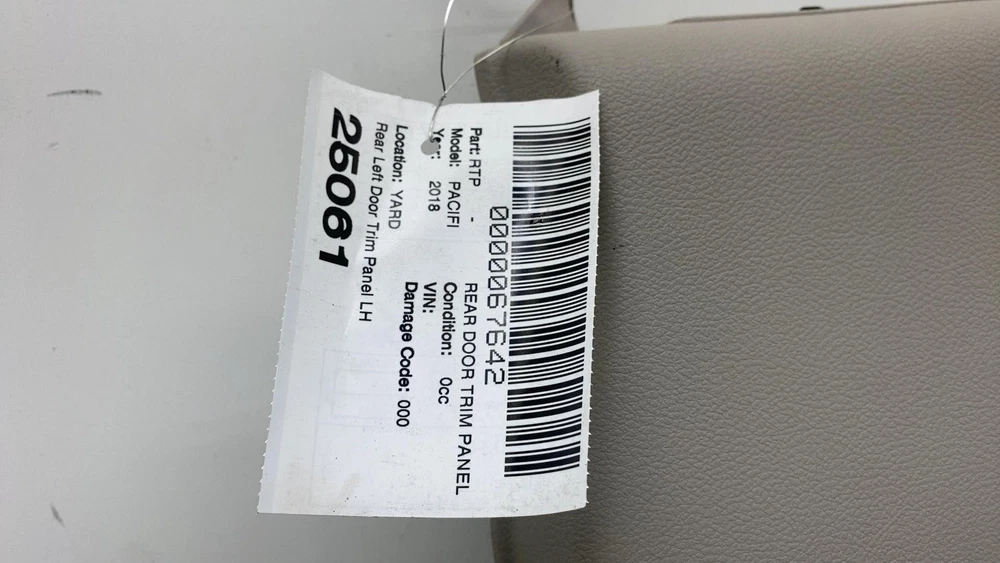 0000067642
Part: RTP - REAR DOOR TRIM PANEL
Model: PACIFI Condition: 0cc
Year: 2018 VIN:
Damage Code: 000
Location: YARD
Rear Left Door Trim Panel LH
25061